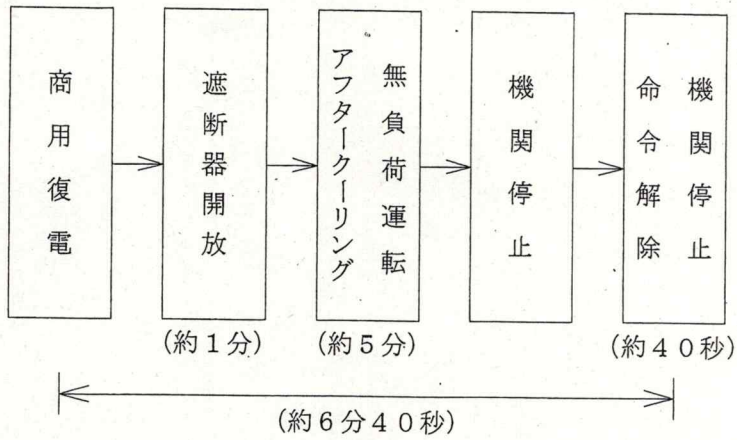 商用復電
遮断器開放
無負荷運転
アフタークーリング
機関停止
機関停止
命令解除
(約1分)
(約5分)
(約40秒)
(約6分40秒)